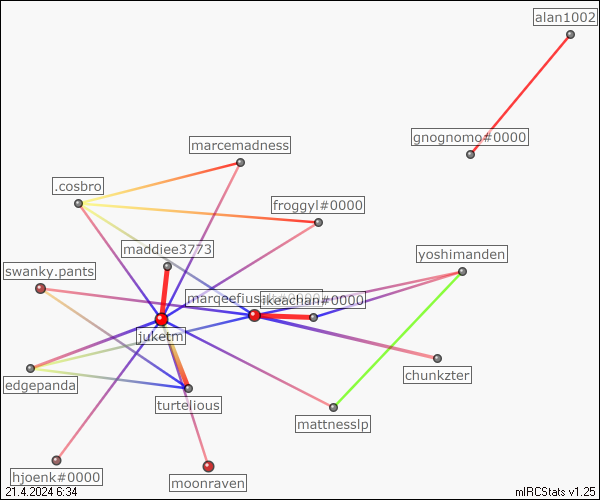 alan1002
gnognomo#0000
marcemadness
.cosbro
froggyl#0000
maddiee3773
yoshimanden
swanky.pants
ikeachan#0000
juketm
chunkzter
edgepanda
turtelious
mattnesslp
hjoenk#0000
moonraven
21.4.2024 6:34
mIRCStats v1.25